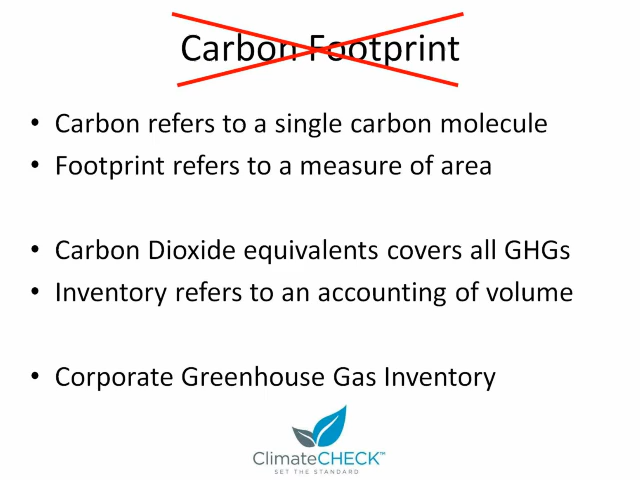 Carbon Footprint
• Carbon refers to a single carbon molecule
• Footprint refers to a measure of area
• Carbon Dioxide equivalents covers all GHGs
• Inventory refers to an accounting of volume
• Corporate Greenhouse Gas Inventory
ClimateCHECK™
SET THE STANDARD